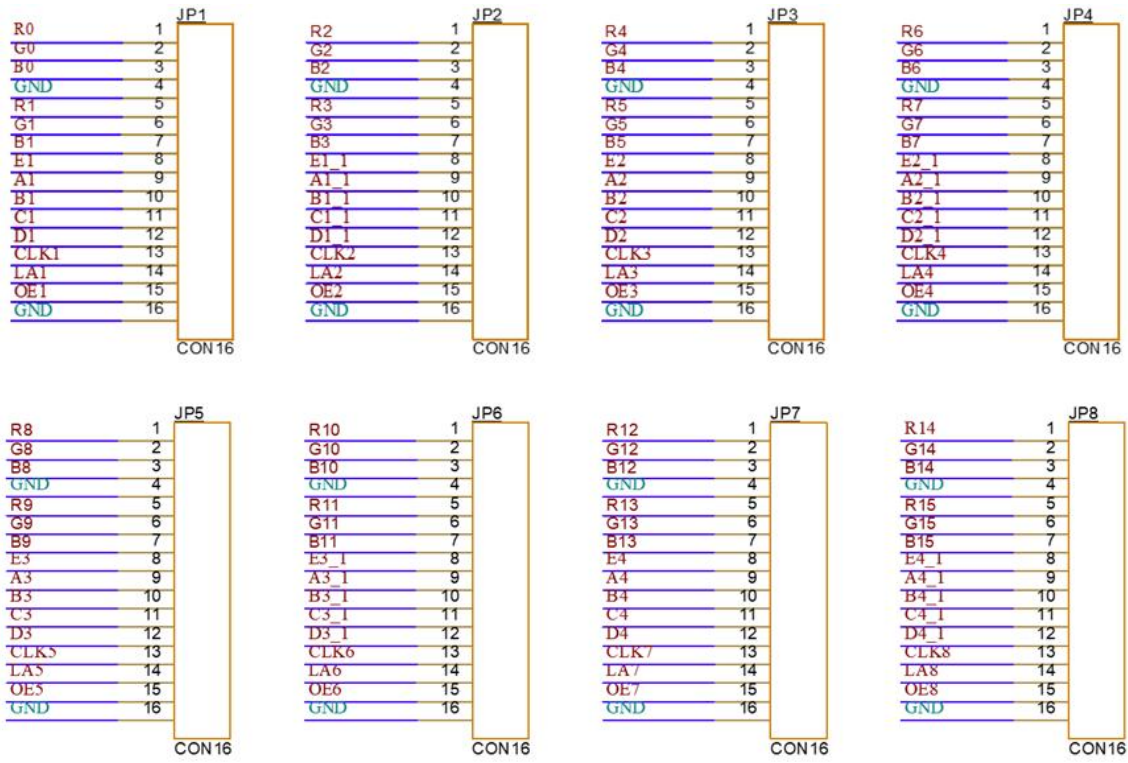 JP1 JP2 JP3 JP4
R0 1 R2 1 R4 1 R6 1
G0 2 G2 2 G4 2 G6 2
B0 3 B2 3 B4 3 B6 3
GND 4 GND 4 GND 4 GND 4
R1 5 R3 5 R5 5 R7 5
G1 6 G3 6 G5 6 G7 6
B1 7 B3 7 B5 7 B7 7
E1 8 E1_1 8 E2 8 E2_1 8
A1 9 A1_1 9 A2 9 A2_1 9
B1 10 B1_1 10 B2 10 B2_1 10
C1 11 C1_1 11 C2 11 C2_1 11
D1 12 D1_1 12 D2 12 D2_1 12
CLK1 13 CLK2 13 CLK3 13 CLK4 13
LA1 14 LA2 14 LA3 14 LA4 14
OE1 15 OE2 15 OE3 15 OE4 15
GND 16 GND 16 GND 16 GND 16
CON16 CON16 CON16 CON16
JP5 JP6 JP7 JP8
R8 1 R10 1 R12 1 R14 1
G8 2 G10 2 G12 2 G14 2
B8 3 B10 3 B12 3 B14 3
GND 4 GND 4 GND 4 GND 4
R9 5 R11 5 R13 5 R15 5
G9 6 G11 6 G13 6 G15 6
B9 7 B11 7 B13 7 B15 7
E3 8 E3_1 8 E4 8 E4_1 8
A3 9 A3_1 9 A4 9 A4_1 9
B3 10 B3_1 10 B4 10 B4_1 10
C3 11 C3_1 11 C4 11 C4_1 11
D3 12 D3_1 12 D4 12 D4_1 12
CLK5 13 CLK6 13 CLK7 13 CLK8 13
LA5 14 LA6 14 LA7 14 LA8 14
OE5 15 OE6 15 OE7 15 OE8 15
GND 16 GND 16 GND 16 GND 16
CON16 CON16 CON16 CON16